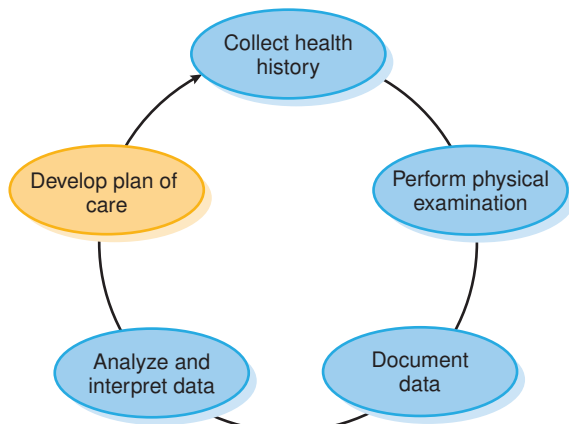 Collect health
history
Perform physical
examination
Document
data
Analyze and
interpret data
Develop plan of
care